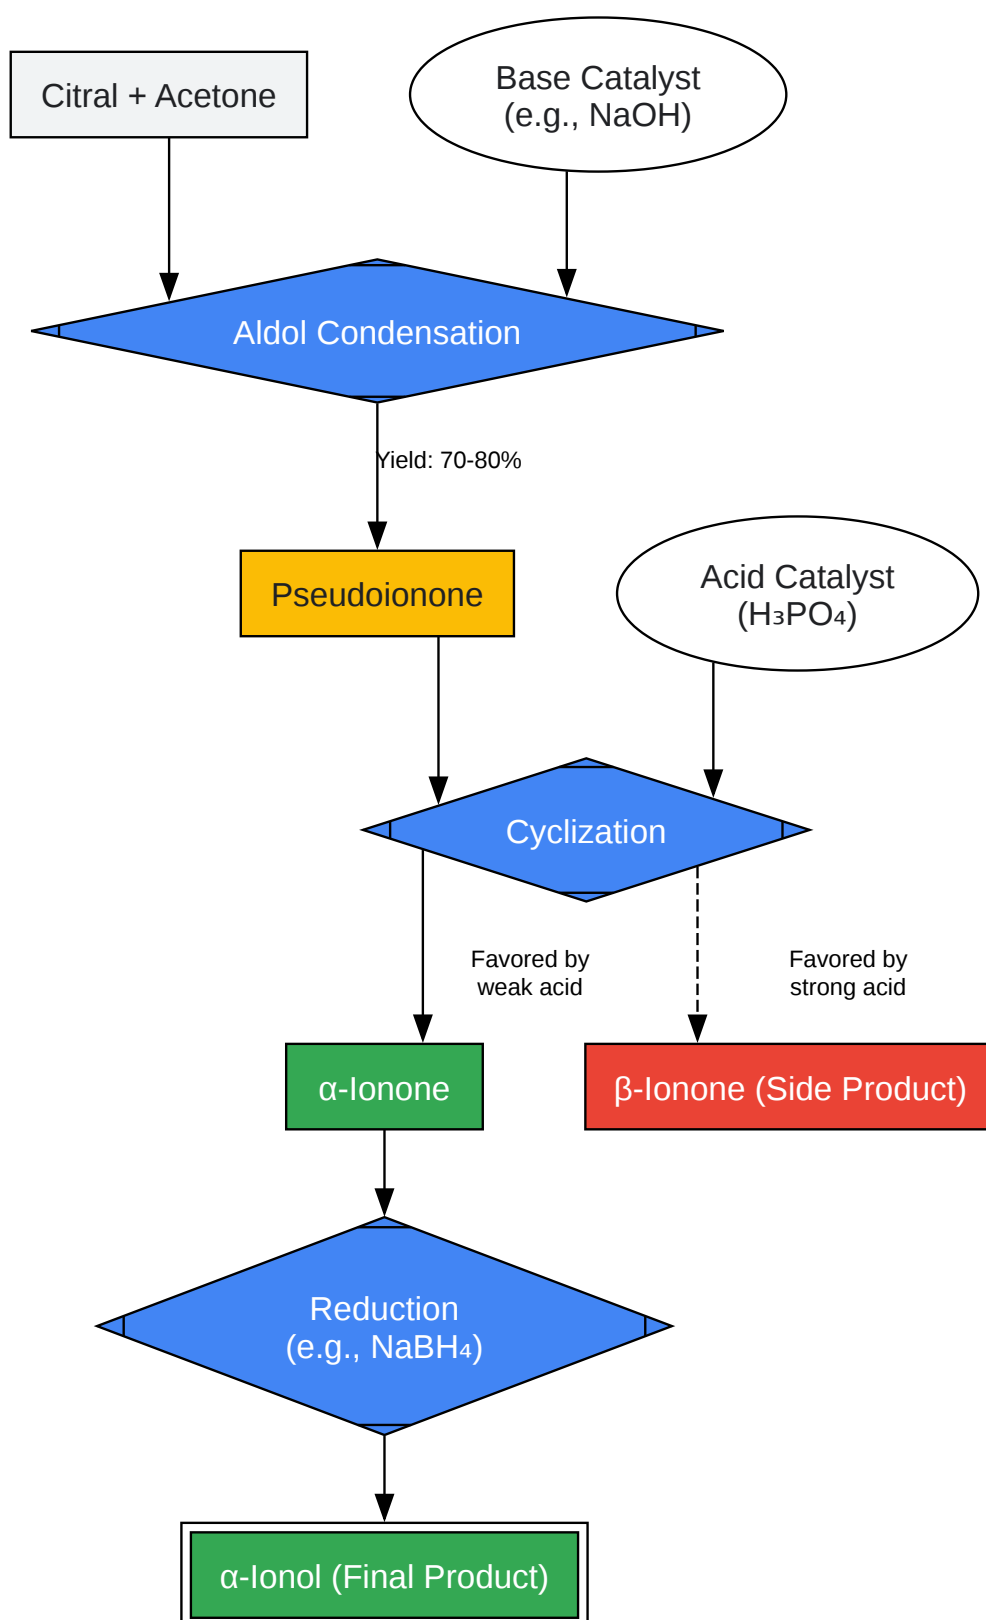 Citral + Acetone
Base Catalyst
(e.g., NaOH)
Aldol Condensation
Yield: 70-80%
Pseudoionone
Acid Catalyst
(H₃PO₄)
Cyclization
Favored by
weak acid
Favored by
strong acid
α-Ionone
β-Ionone (Side Product)
Reduction
(e.g., NaBH₄)
α-Ionol (Final Product)